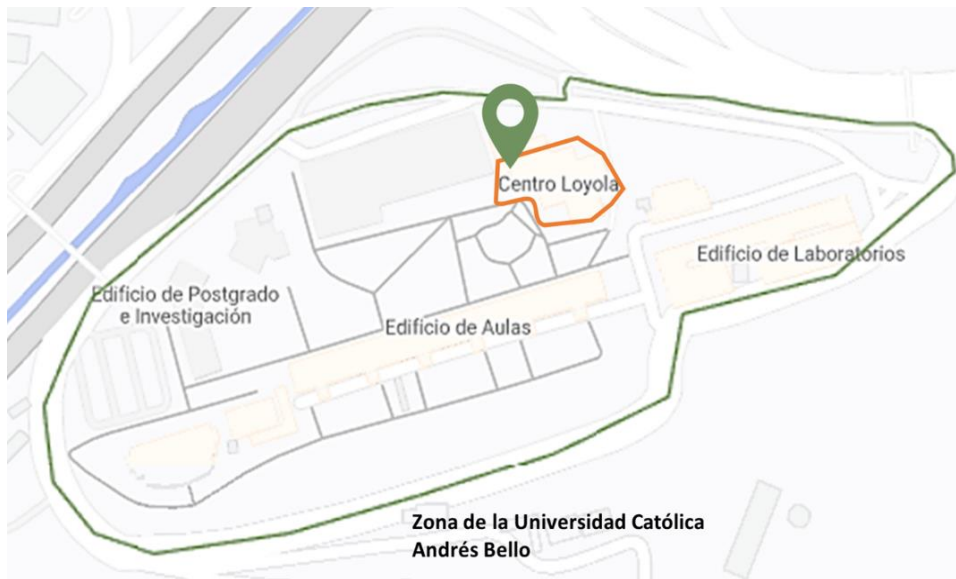 Centro Loyola
Edificio de Laboratorios
Edificio de Postgrado
e Investigación
Edificio de Aulas
Zona de la Universidad Católica
Andrés Bello